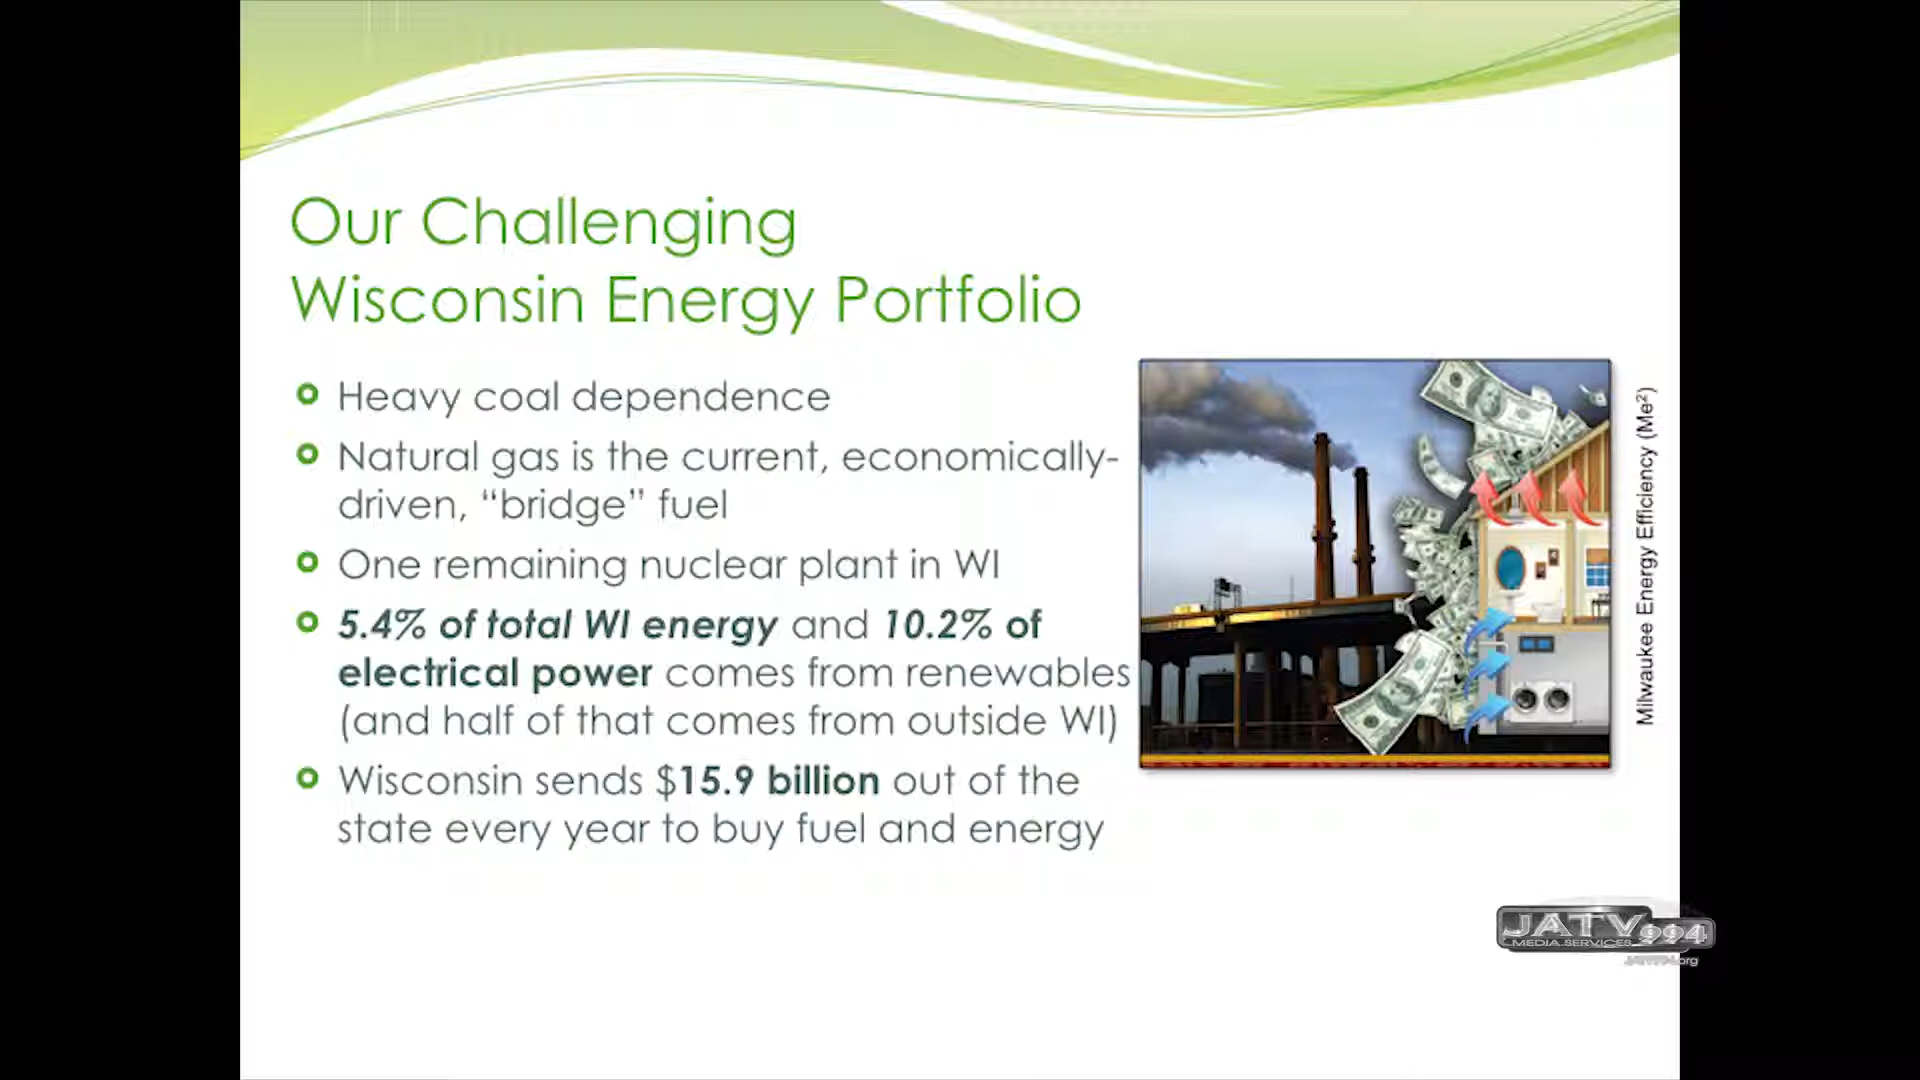 Our Challenging
Wisconsin Energy Portfolio
Heavy coal dependence
Natural gas is the current, economically-
driven, “bridge” fuel
One remaining nuclear plant in WI
5.4% of total WI energy and 10.2% of
electrical power comes from renewables
(and half of that comes from outside WI)
Wisconsin sends $15.9 billion out of the
state every year to buy fuel and energy
Milwaukee Energy Efficiency (Me²)
JATV 994
MEDIA SERVICES